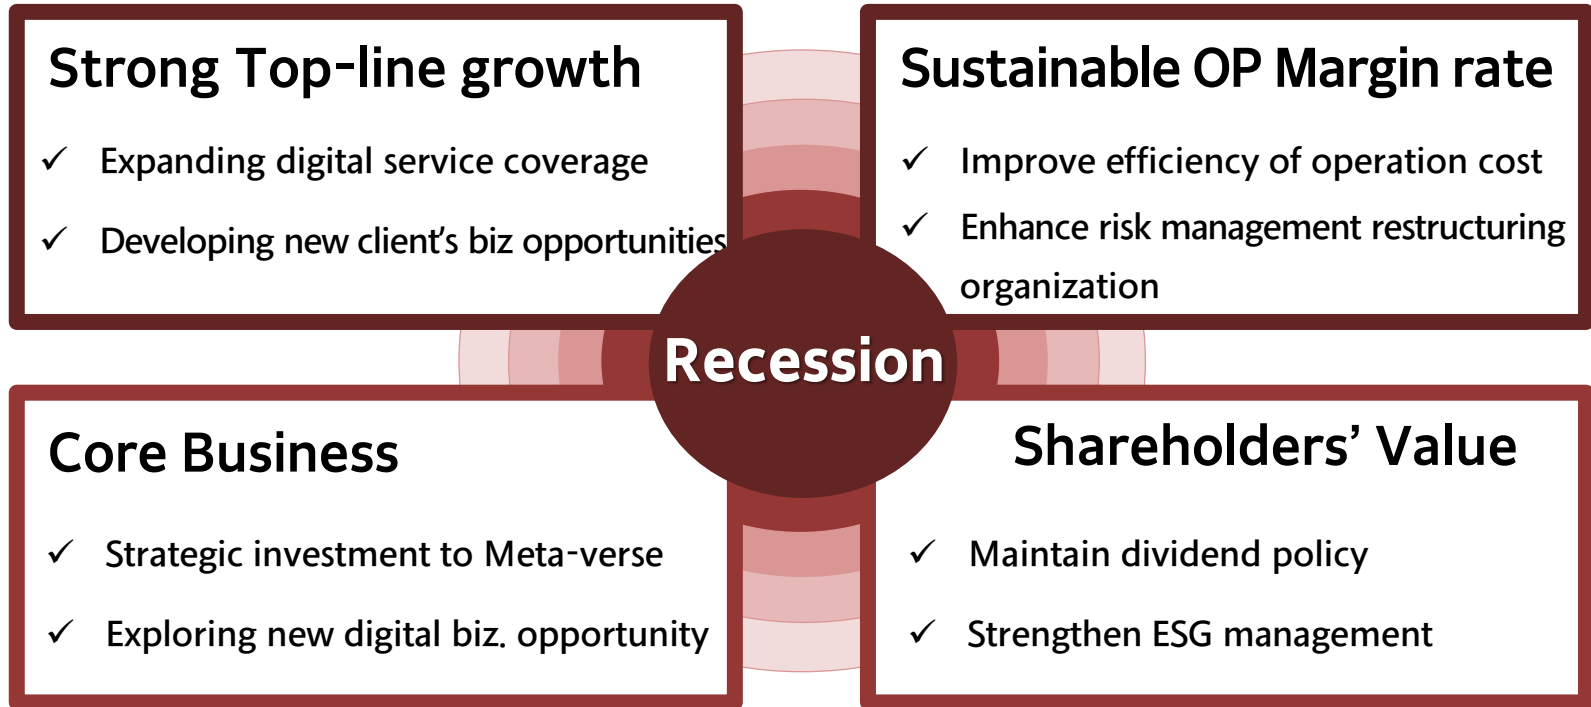 Strong Top-line growth
✓ Expanding digital service coverage
✓ Developing new client's biz opportunities
Sustainable OP Margin rate
✓ Improve efficiency of operation cost
✓ Enhance risk management restructuring
organization
Recession
Core Business
✓ Strategic investment to Meta-verse
✓ Exploring new digital biz. opportunity
Shareholders’ Value
✓ Maintain dividend policy
✓ Strengthen ESG management